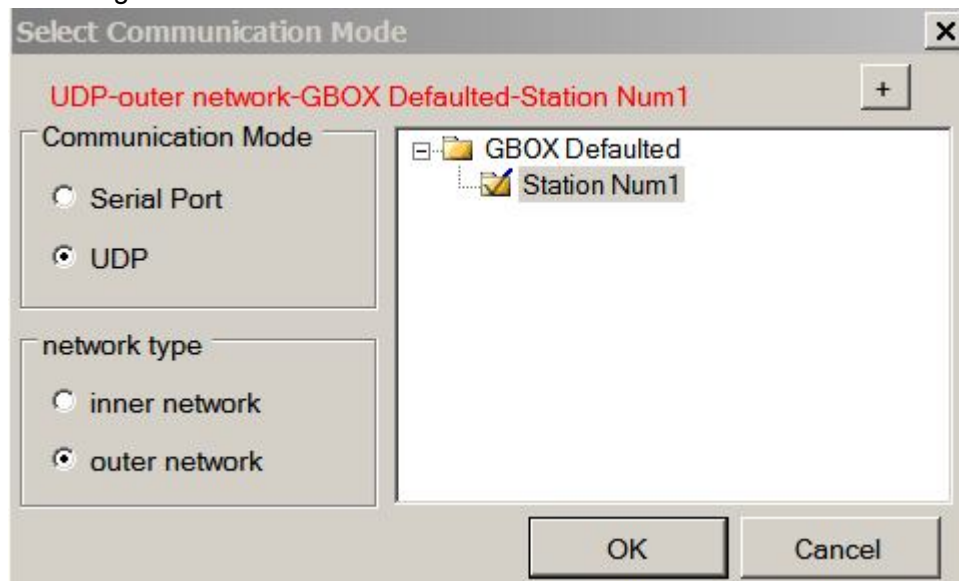 Select Communication Mode
UDP-outer network-GBOX Defaulted-Station Num1
+
Communication Mode
Serial Port
UDP
GBOX Defaulted
Station Num1
network type
inner network
outer network
OK
Cancel